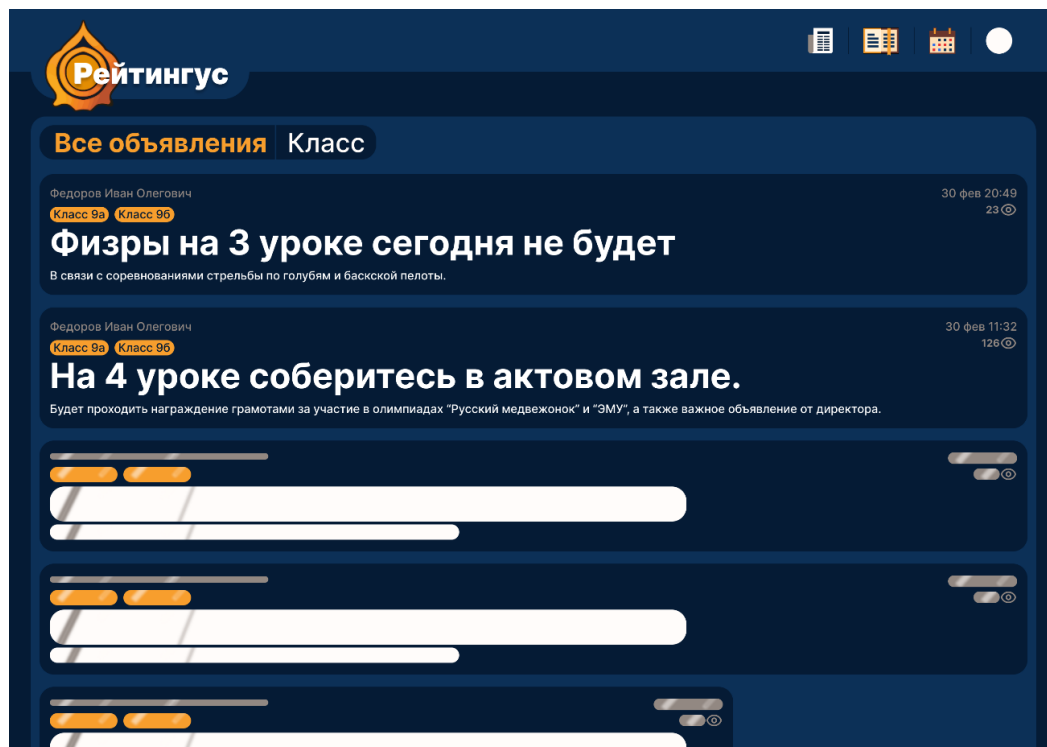 Рейтингус
Все объявления Класс
Федоров Иван Олегович 30 фев 20:49
Класс 9а Класс 9б 23
Физры на 3 уроке сегодня не будет
В связи с соревнованиями стрельбы по голубям и баскской пелоты.
Федоров Иван Олегович 30 фев 11:32
Класс 9а Класс 9б 126
На 4 уроке соберитесь в актовом зале.
Будет проходить награждение грамотами за участие в олимпиадах “Русский медвежонок” и “ЭМУ”, а также важное объявление от директора.